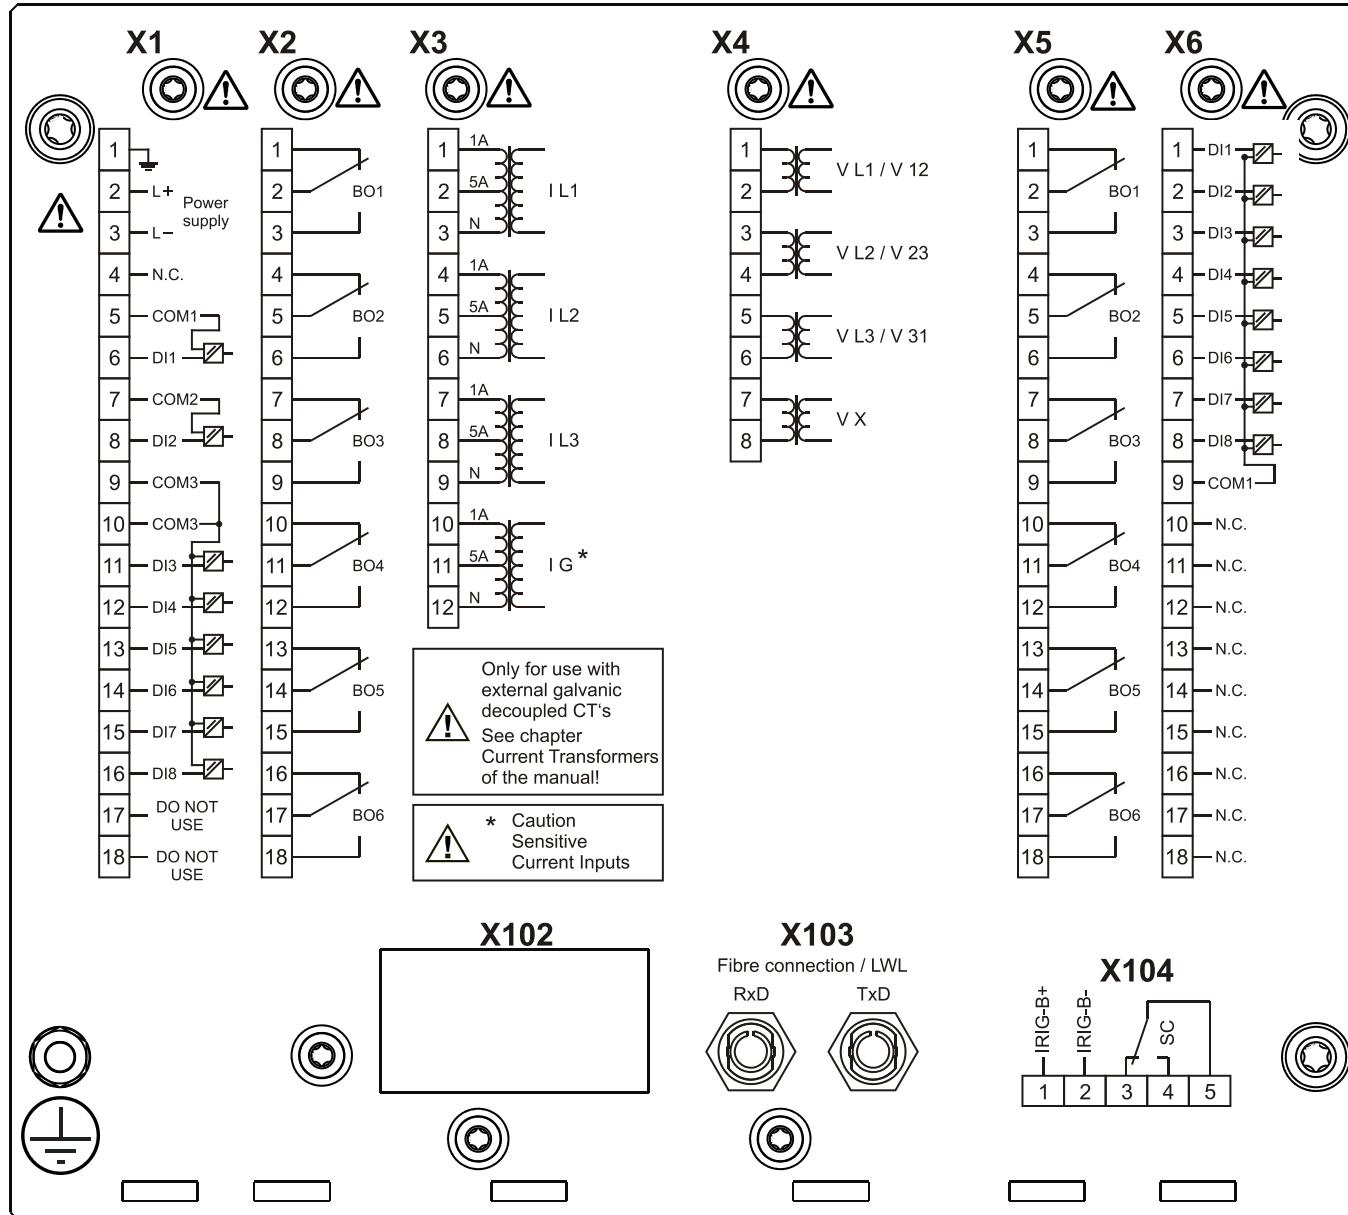 X1 X2 X3 X4 X5 X6
1
2 L+
3 L−
Power
supply
4 N.C.
5 COM1
6 DI1
7 COM2
8 DI2
9 COM3
10 COM3
11 DI3
12 DI4
13 DI5
14 DI6
15 DI7
16 DI8
17 DO NOT
USE
18 DO NOT
USE
1
2 BO1
3
4
5 BO2
6
7
8 BO3
9
10
11 BO4
12
13
14 BO5
15
16
17 BO6
18
1 1A
2 5A I L1
3 N
4 1A
5 5A I L2
6 N
7 1A
8 5A I L3
9 N
10 1A
11 5A I G *
12 N
Only for use with
external galvanic
decoupled CT‘s
See chapter
Current Transformers
of the manual!
* Caution
Sensitive
Current Inputs
1
V L1 / V 12
2
3
V L2 / V 23
4
5
V L3 / V 31
6
7
V X
8
1
2 BO1
3
4
5 BO2
6
7
8 BO3
9
10
11 BO4
12
13
14 BO5
15
16
17 BO6
18
1 DI1
2 DI2
3 DI3
4 DI4
5 DI5
6 DI6
7 DI7
8 DI8
9 COM1
10 N.C.
11 N.C.
12 N.C.
13 N.C.
14 N.C.
15 N.C.
16 N.C.
17 N.C.
18 N.C.
X102
X103
Fibre connection / LWL
RxD TxD
X104
IRIG-B+
IRIG-B-
SC
1 2 3 4 5